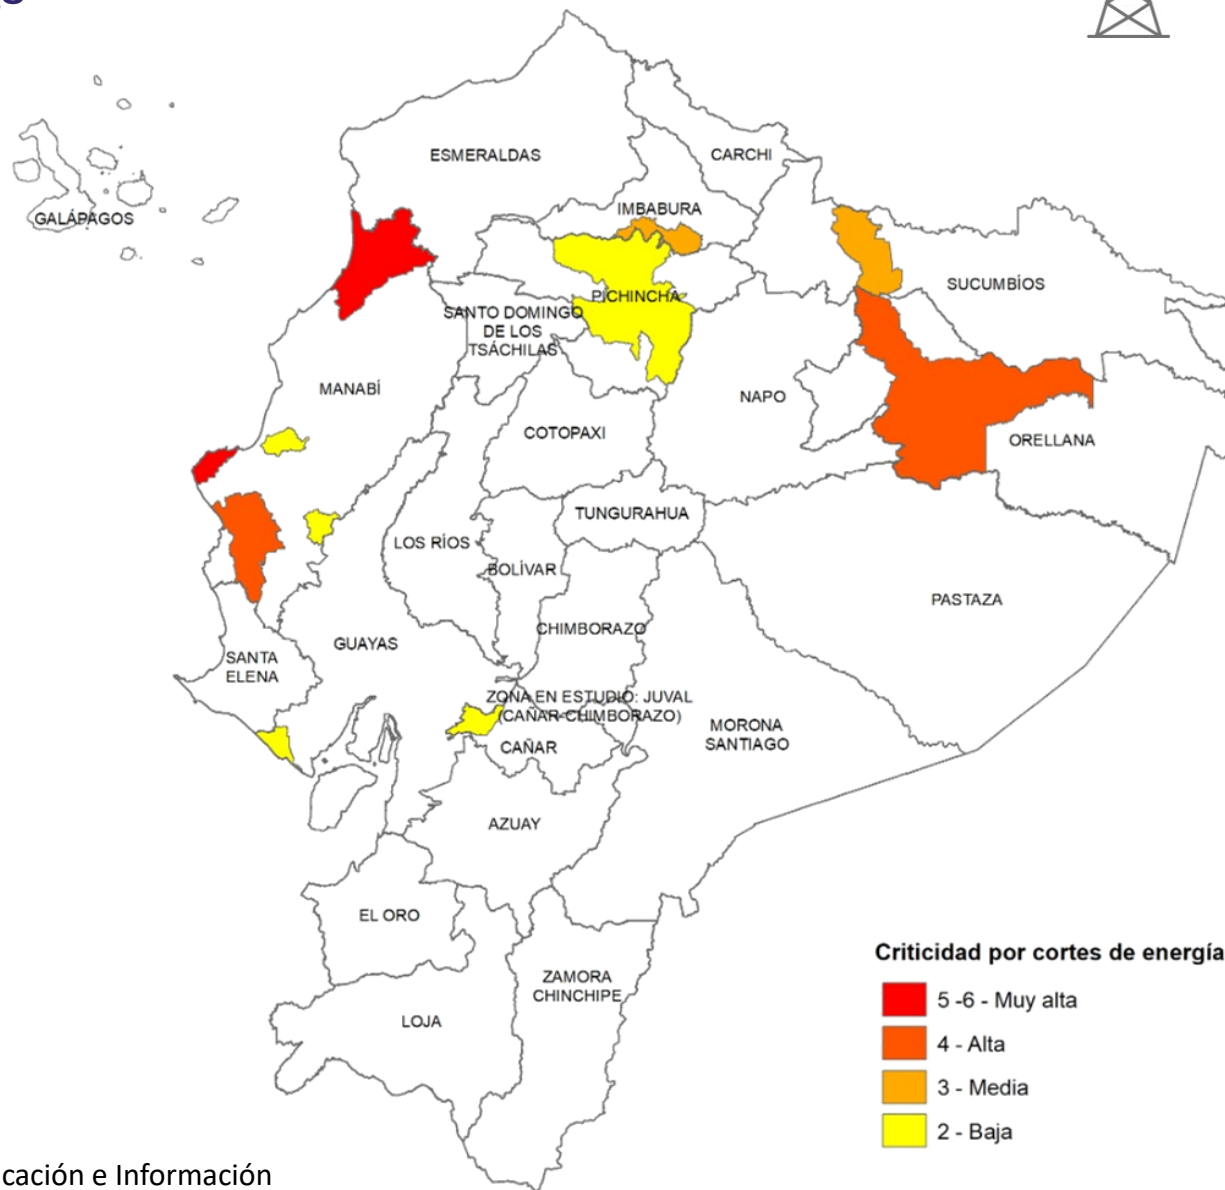 ESMERALDAS
CARCHI
GALÁPAGOS
IMBABURA
SUCUMBÍOS
PICHINCHA
SANTO DOMINGO
DE LOS
TSÁCHILAS
MANABÍ
NAPO
COTOPAXI
ORELLANA
TUNGURAHUA
LOS RÍOS
BOLÍVAR
PASTAZA
CHIMBORAZO
GUAYAS
SANTA
ELENA
ZONA EN ESTUDIO: JUVAL
(CAÑAR-CHIMBORAZO)
MORONA
SANTIAGO
CAÑAR
AZUAY
EL ORO
ZAMORA
CHINCHIPE
LOJA
Criticidad por cortes de energía
5 -6 - Muy alta
4 - Alta
3 - Media
2 - Baja
cación e Información